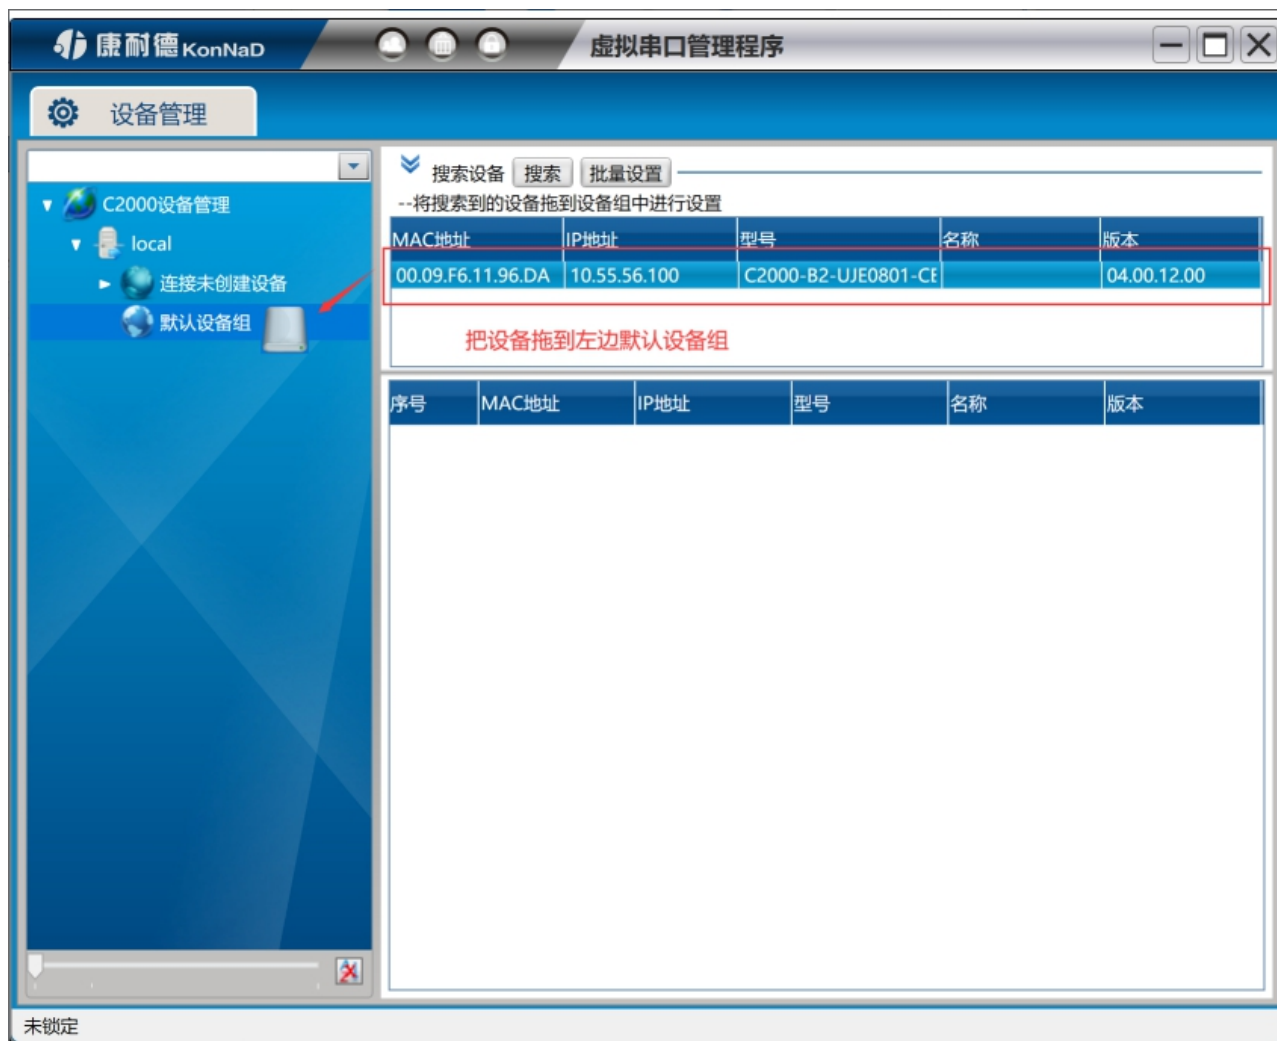 康耐德 KonNaD
虚拟串口管理程序
设备管理
搜索设备 搜索 批量设置
--将搜索到的设备拖到设备组中进行设置
C2000设备管理
local
连接未创建设备
默认设备组
MAC地址 IP地址 型号 名称 版本
00.09.F6.11.96.DA 10.55.56.100 C2000-B2-UJE0801-CE 04.00.12.00
把设备拖到左边默认设备组
序号 MAC地址 IP地址 型号 名称 版本
未锁定